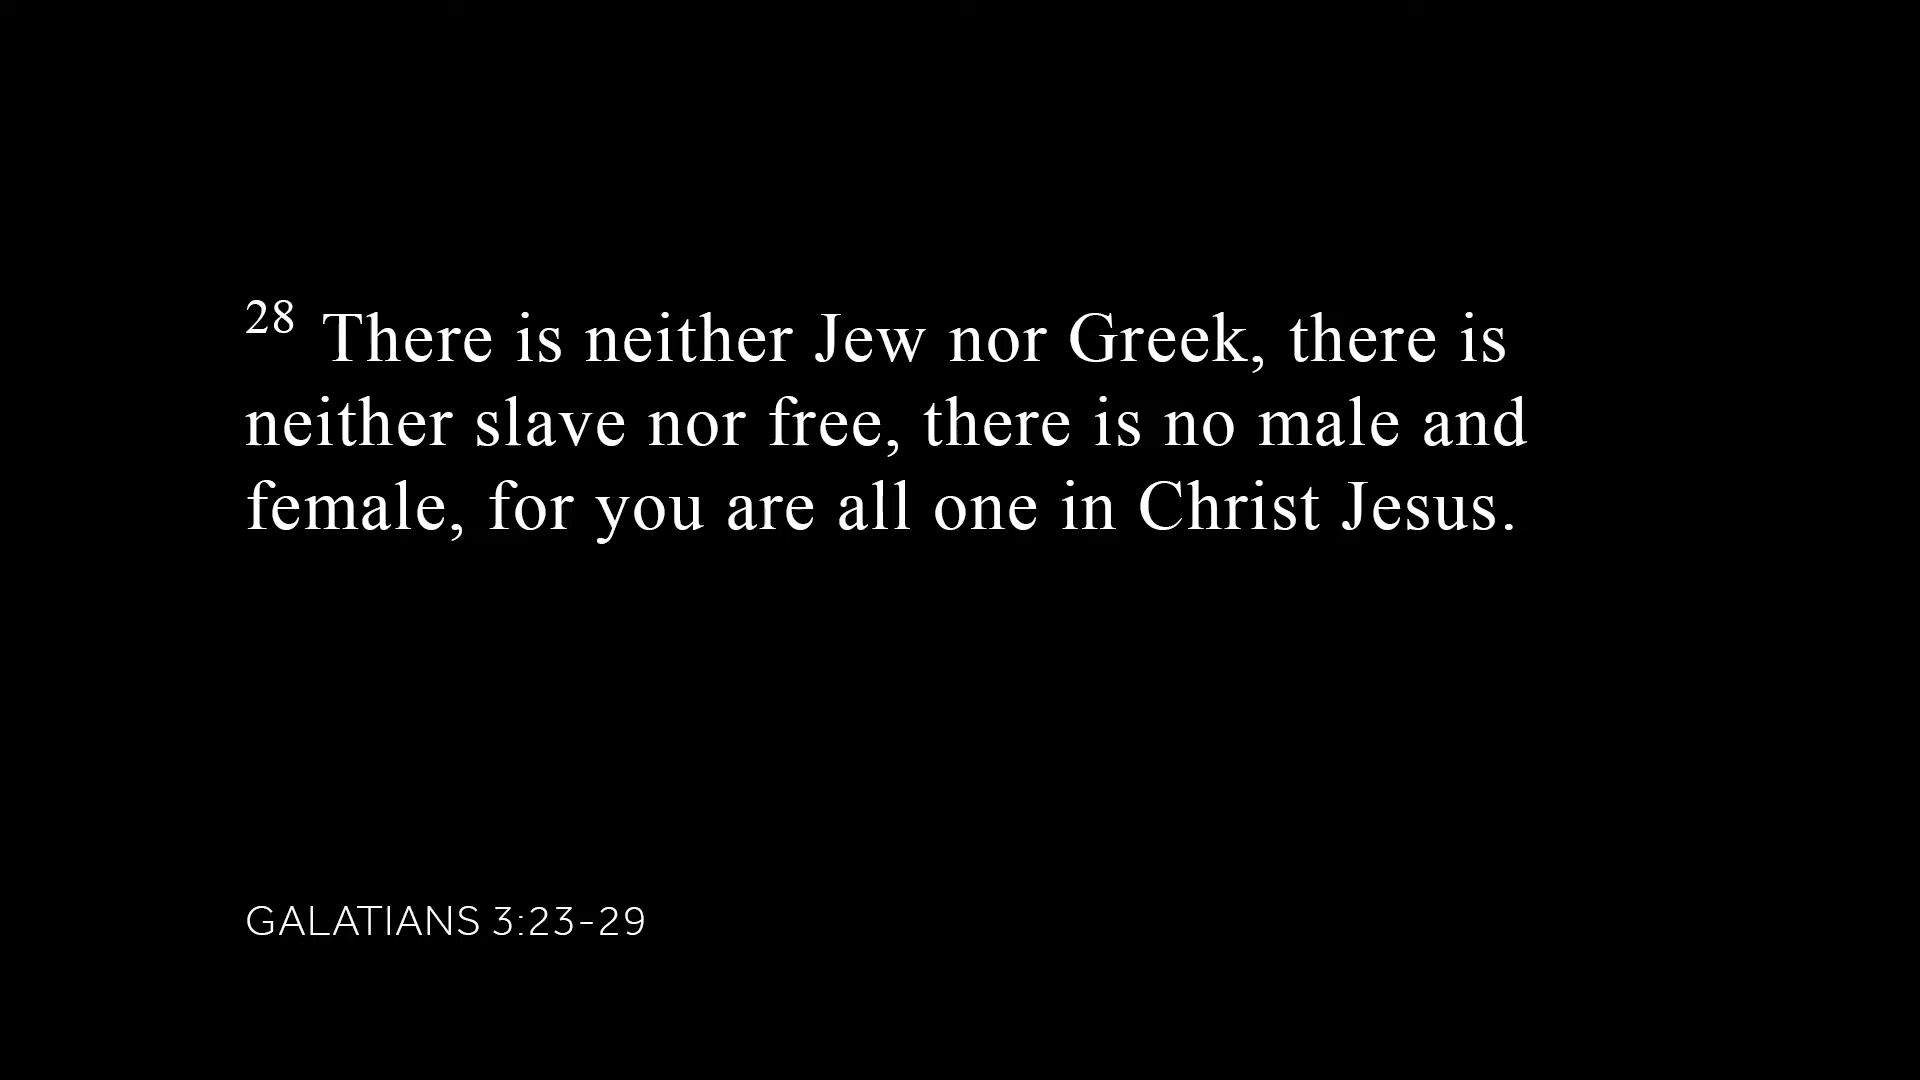 28 There is neither Jew nor Greek, there is
neither slave nor free, there is no male and
female, for you are all one in Christ Jesus.
GALATIANS 3:23-29